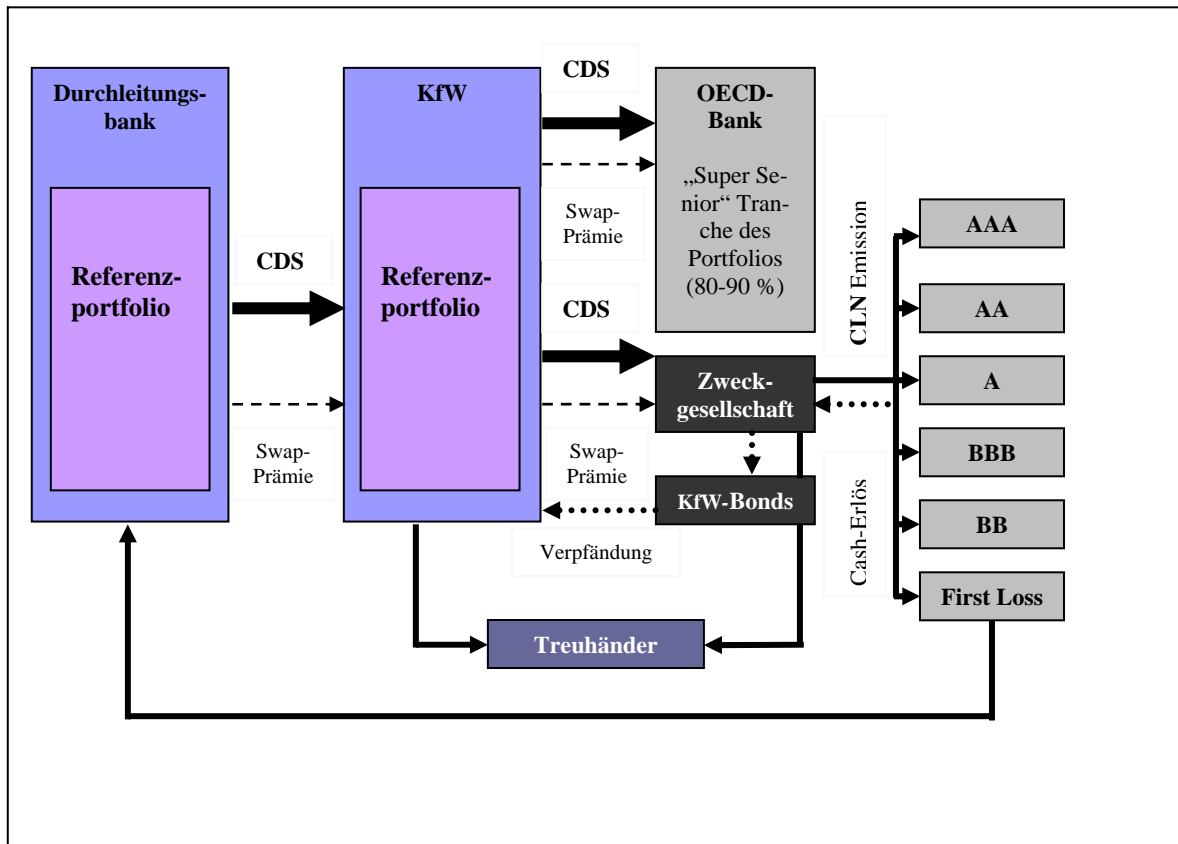 Durchleitungs-
bank
Referenz-
portfolio
CDS
Swap-
Prämie
KfW
Referenz-
portfolio
CDS
Swap-
Prämie
CDS
Swap-
Prämie
Verpfändung
OECD-
Bank
„Super Se-
nior“ Tran-
che des
Portfolios
(80-90 %)
Zweck-
gesellschaft
KfW-Bonds
Treuhänder
CLN Emission
Cash-Erlös
AAA
AA
A
BBB
BB
First Loss